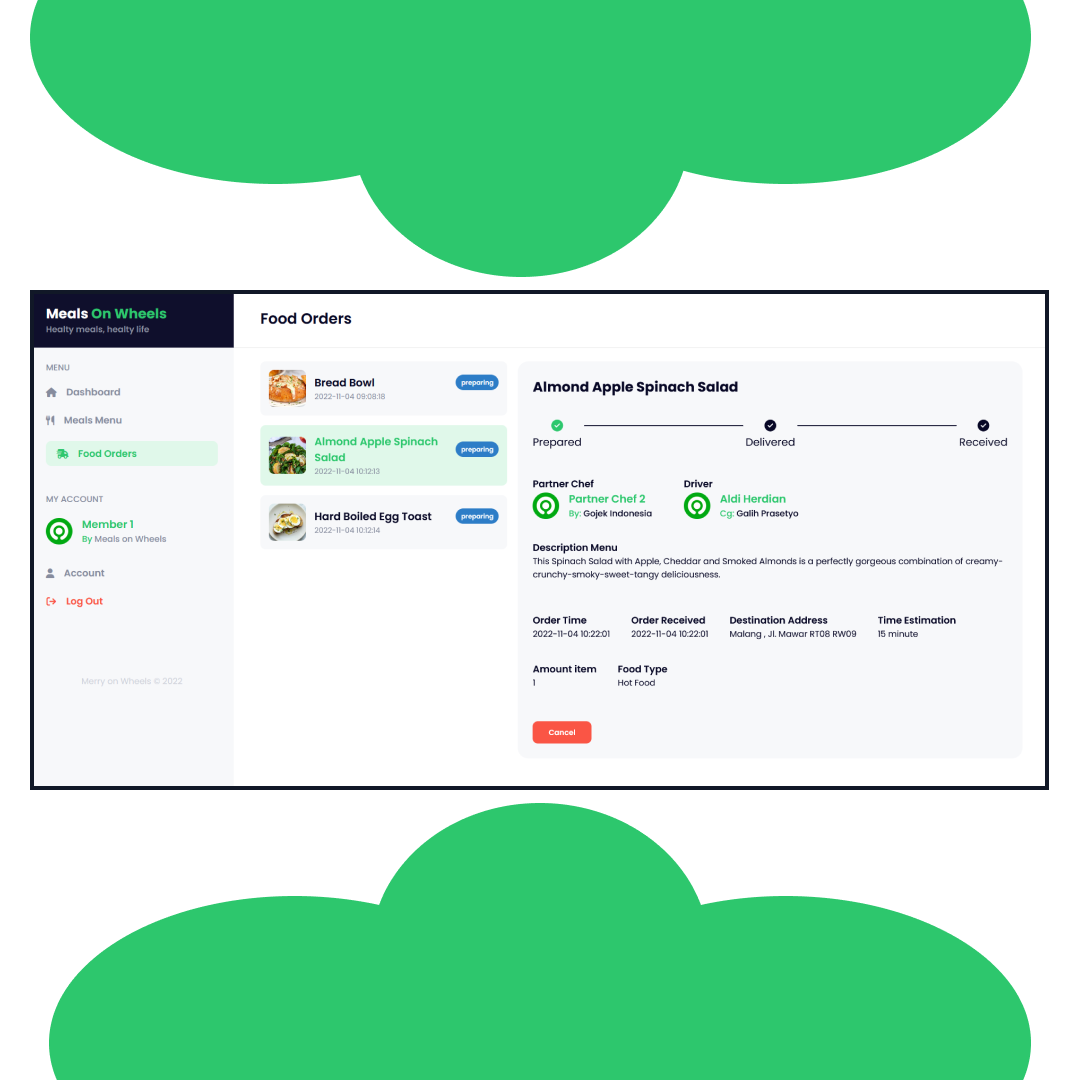 Meals On Wheels
Healty meals, healty life
MENU
Dashboard
Meals Menu
Food Orders
MY ACCOUNT
Member 1
By Meals on Wheels
Account
Log Out
Merry on Wheels © 2022
Food Orders
Bread Bowl
preparing
2022-11-04 09:08:18
Almond Apple Spinach
Salad
preparing
2022-11-04 10:12:13
Hard Boiled Egg Toast
preparing
2022-11-04 10:12:14
Almond Apple Spinach Salad
Prepared
Delivered
Received
Partner Chef
Partner Chef 2
By: Gojek Indonesia
Driver
Aldi Herdian
Cg: Galih Prasetyo
Description Menu
This Spinach Salad with Apple, Cheddar and Smoked Almonds is a perfectly gorgeous combination of creamy-
crunchy-smoky-sweet-tangy deliciousness.
Order Time
2022-11-04 10:22:01
Order Received
2022-11-04 10:22:01
Destination Address
Malang , Jl. Mawar RT08 RW09
Time Estimation
15 minute
Amount item
1
Food Type
Hot Food
Cancel